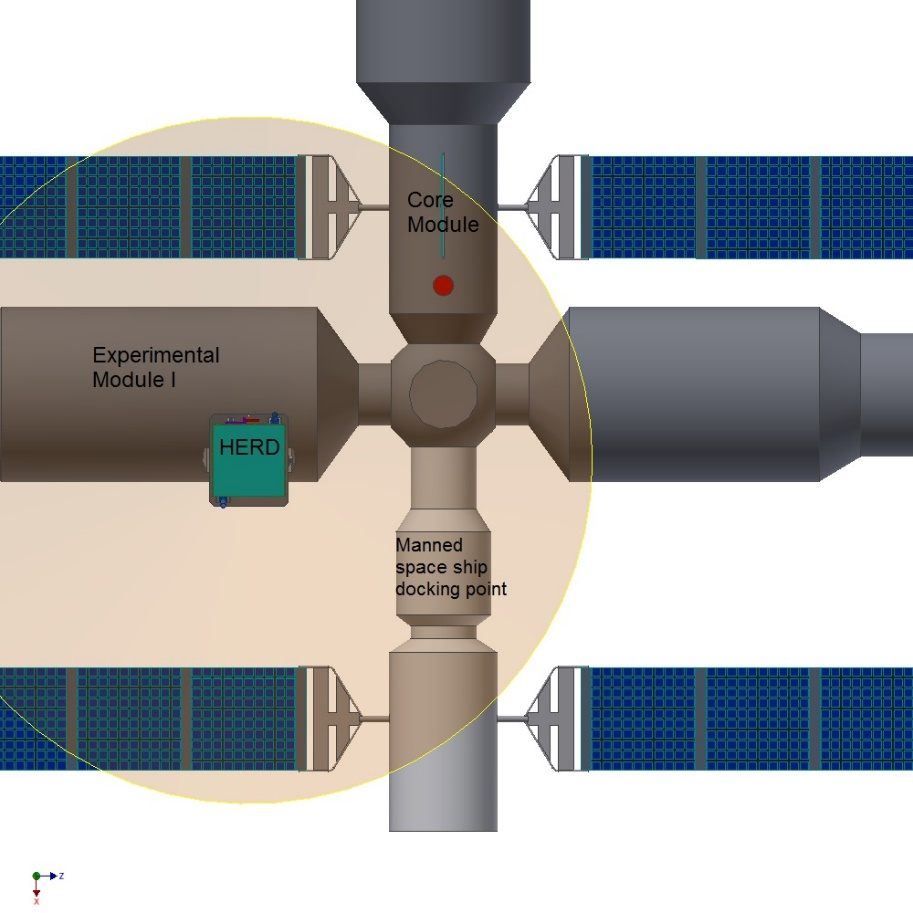 Core
Module
Experimental
Module I
HERD
Manned
space ship
docking point
Z
X